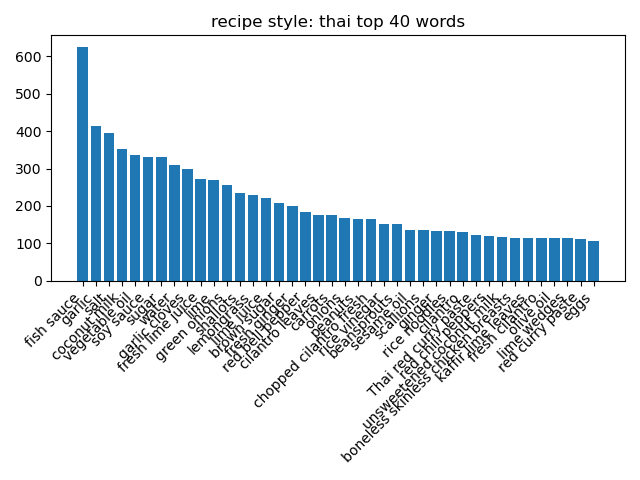 recipe style: thai top 40 words
600
500
400
300
200
100
0
fish sauce
garlic
salt
coconut milk
vegetable oil
soy sauce
sugar
water
garlic cloves
fresh lime juice
lime
green onions
shallots
lemongrass
lime juice
brown sugar
fresh ginger
red bell pepper
cilantro leaves
carrots
onions
peanuts
chopped cilantro fresh
rice vinegar
beansprouts
sesame oil
scallions
ginger
rice noodles
cilantro
Thai red curry paste
red chili peppers
unsweetened coconut milk
boneless skinless chicken breasts
kaffir lime leaves
fresh cilantro
olive oil
lime wedges
red curry paste
eggs